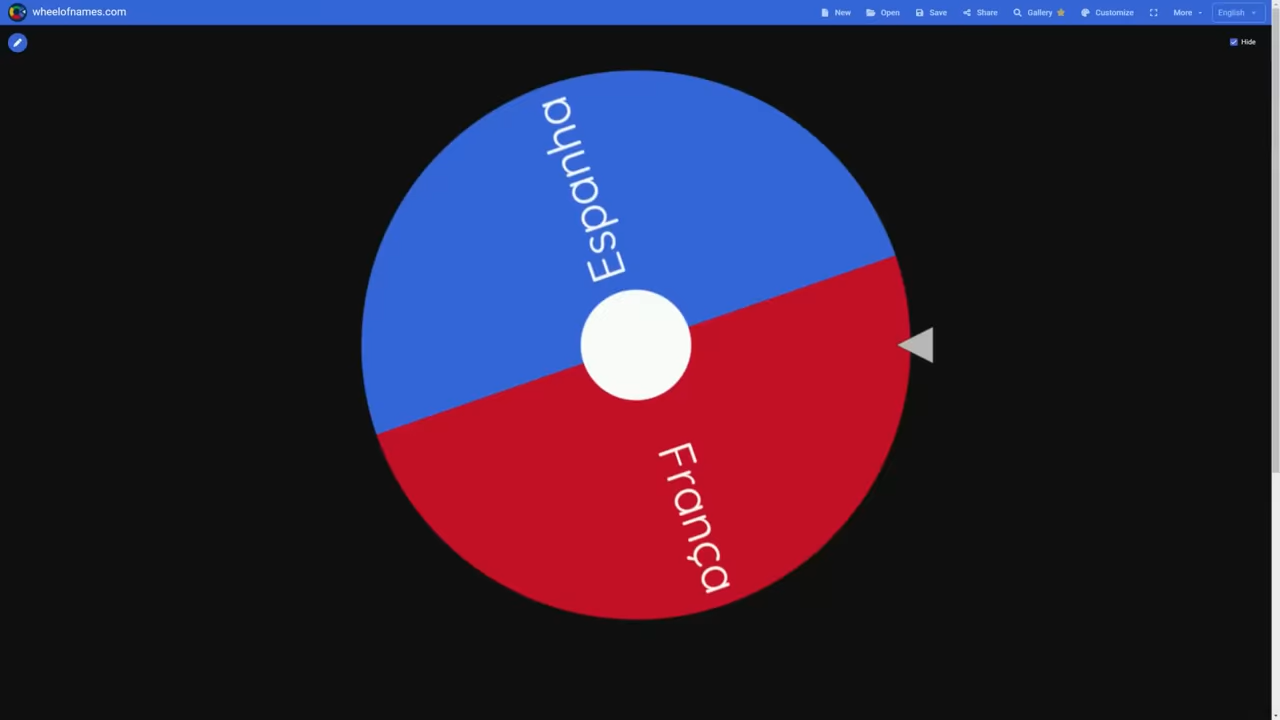 wheelofnames.com
New
Open
Save
Share
Gallery
Customize
More
English
Hide
Espanha
França